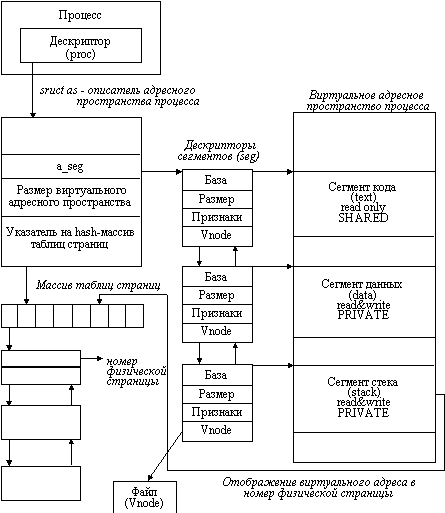 Процесс
Дескриптор
(proc)
sruct as - описатель адресного
пространства процесса
Виртуальное адресное
пространство процесса
Дескрипторы
сегментов (seg)
a_seg
Размер виртуального
адресного пространства
Указатель на hash-массив
таблиц страниц
База
Размер
Признаки
Vnode
Сегмент кода
(text)
read only
SHARED
База
Размер
Признаки
Vnode
Сегмент данных
(data)
read&write
PRIVATE
Массив таблиц страниц
номер
физической
страницы
База
Размер
Признаки
Vnode
Сегмент стека
(stack)
read&write
PRIVATE
Отображение виртуального адреса в
номер физической страницы
Файл
(Vnode)